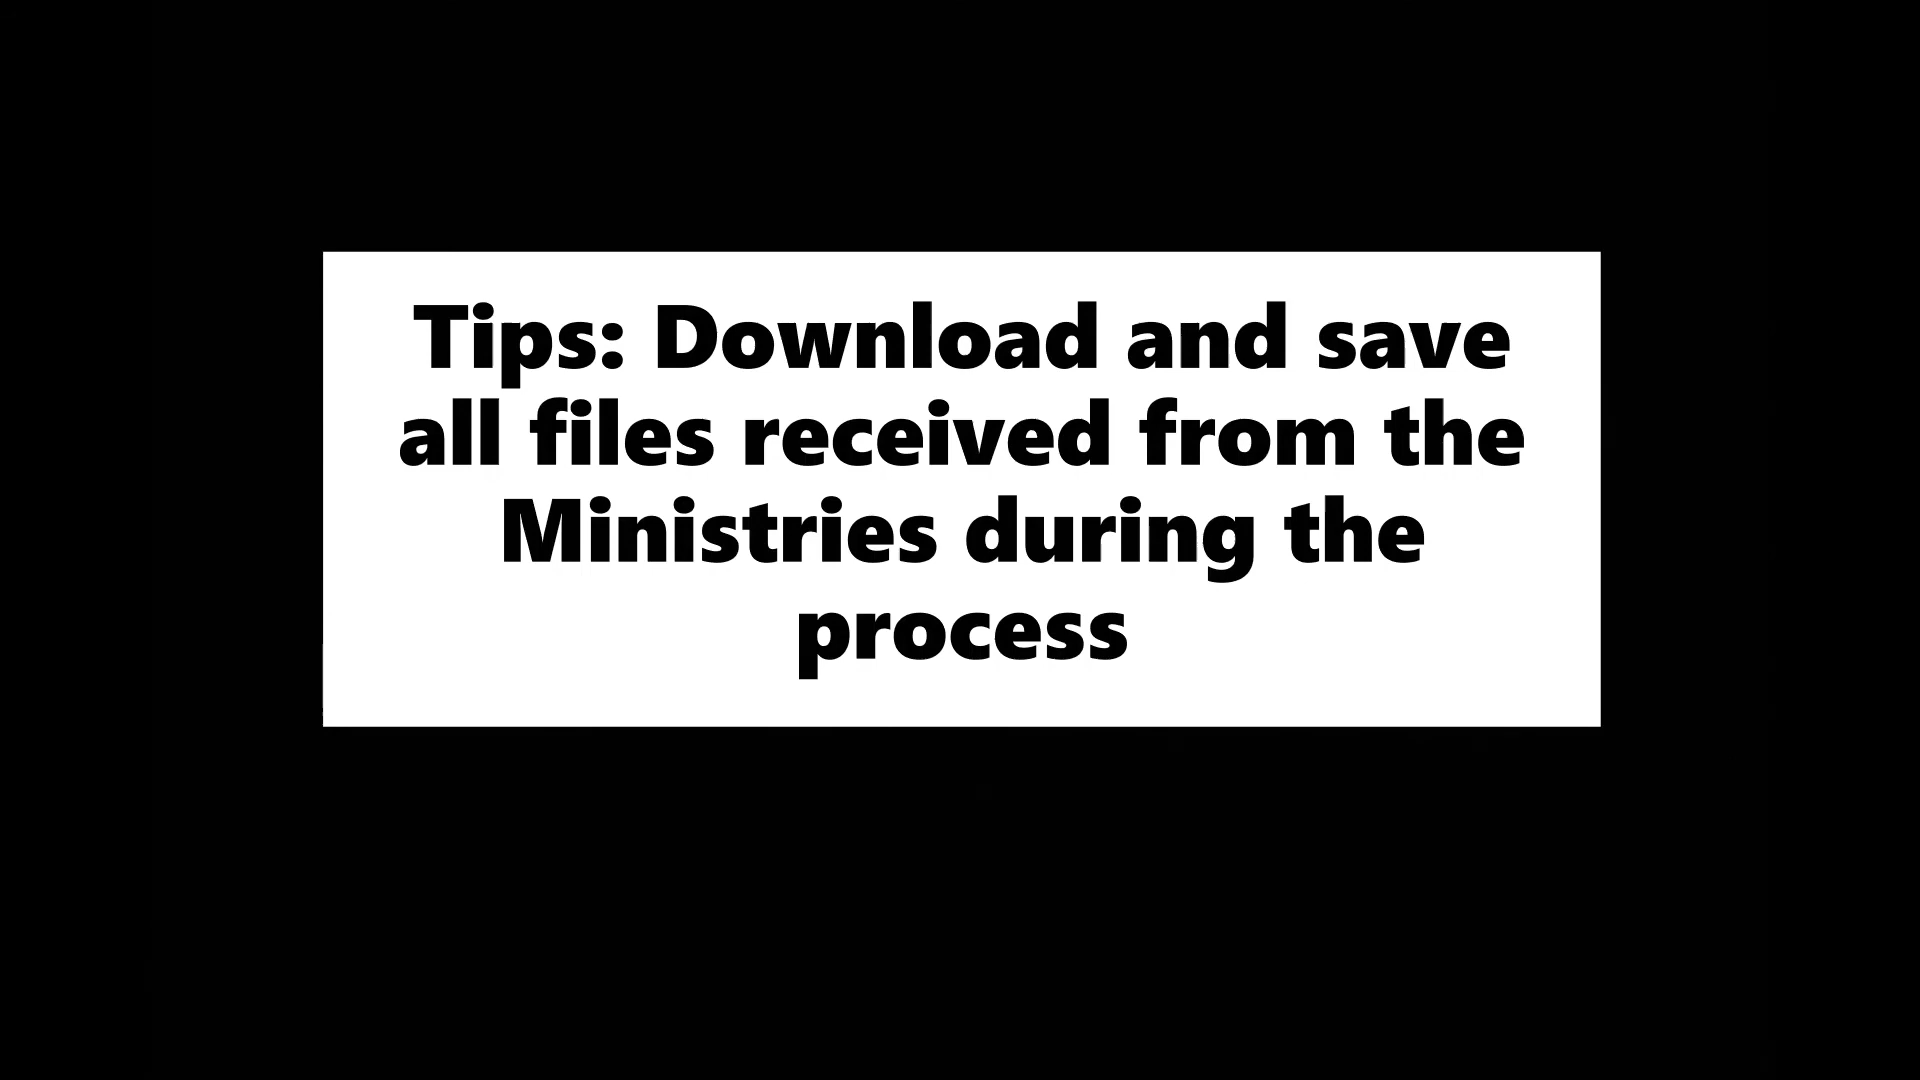 Tips: Download and save
all files received from the
Ministries during the
process